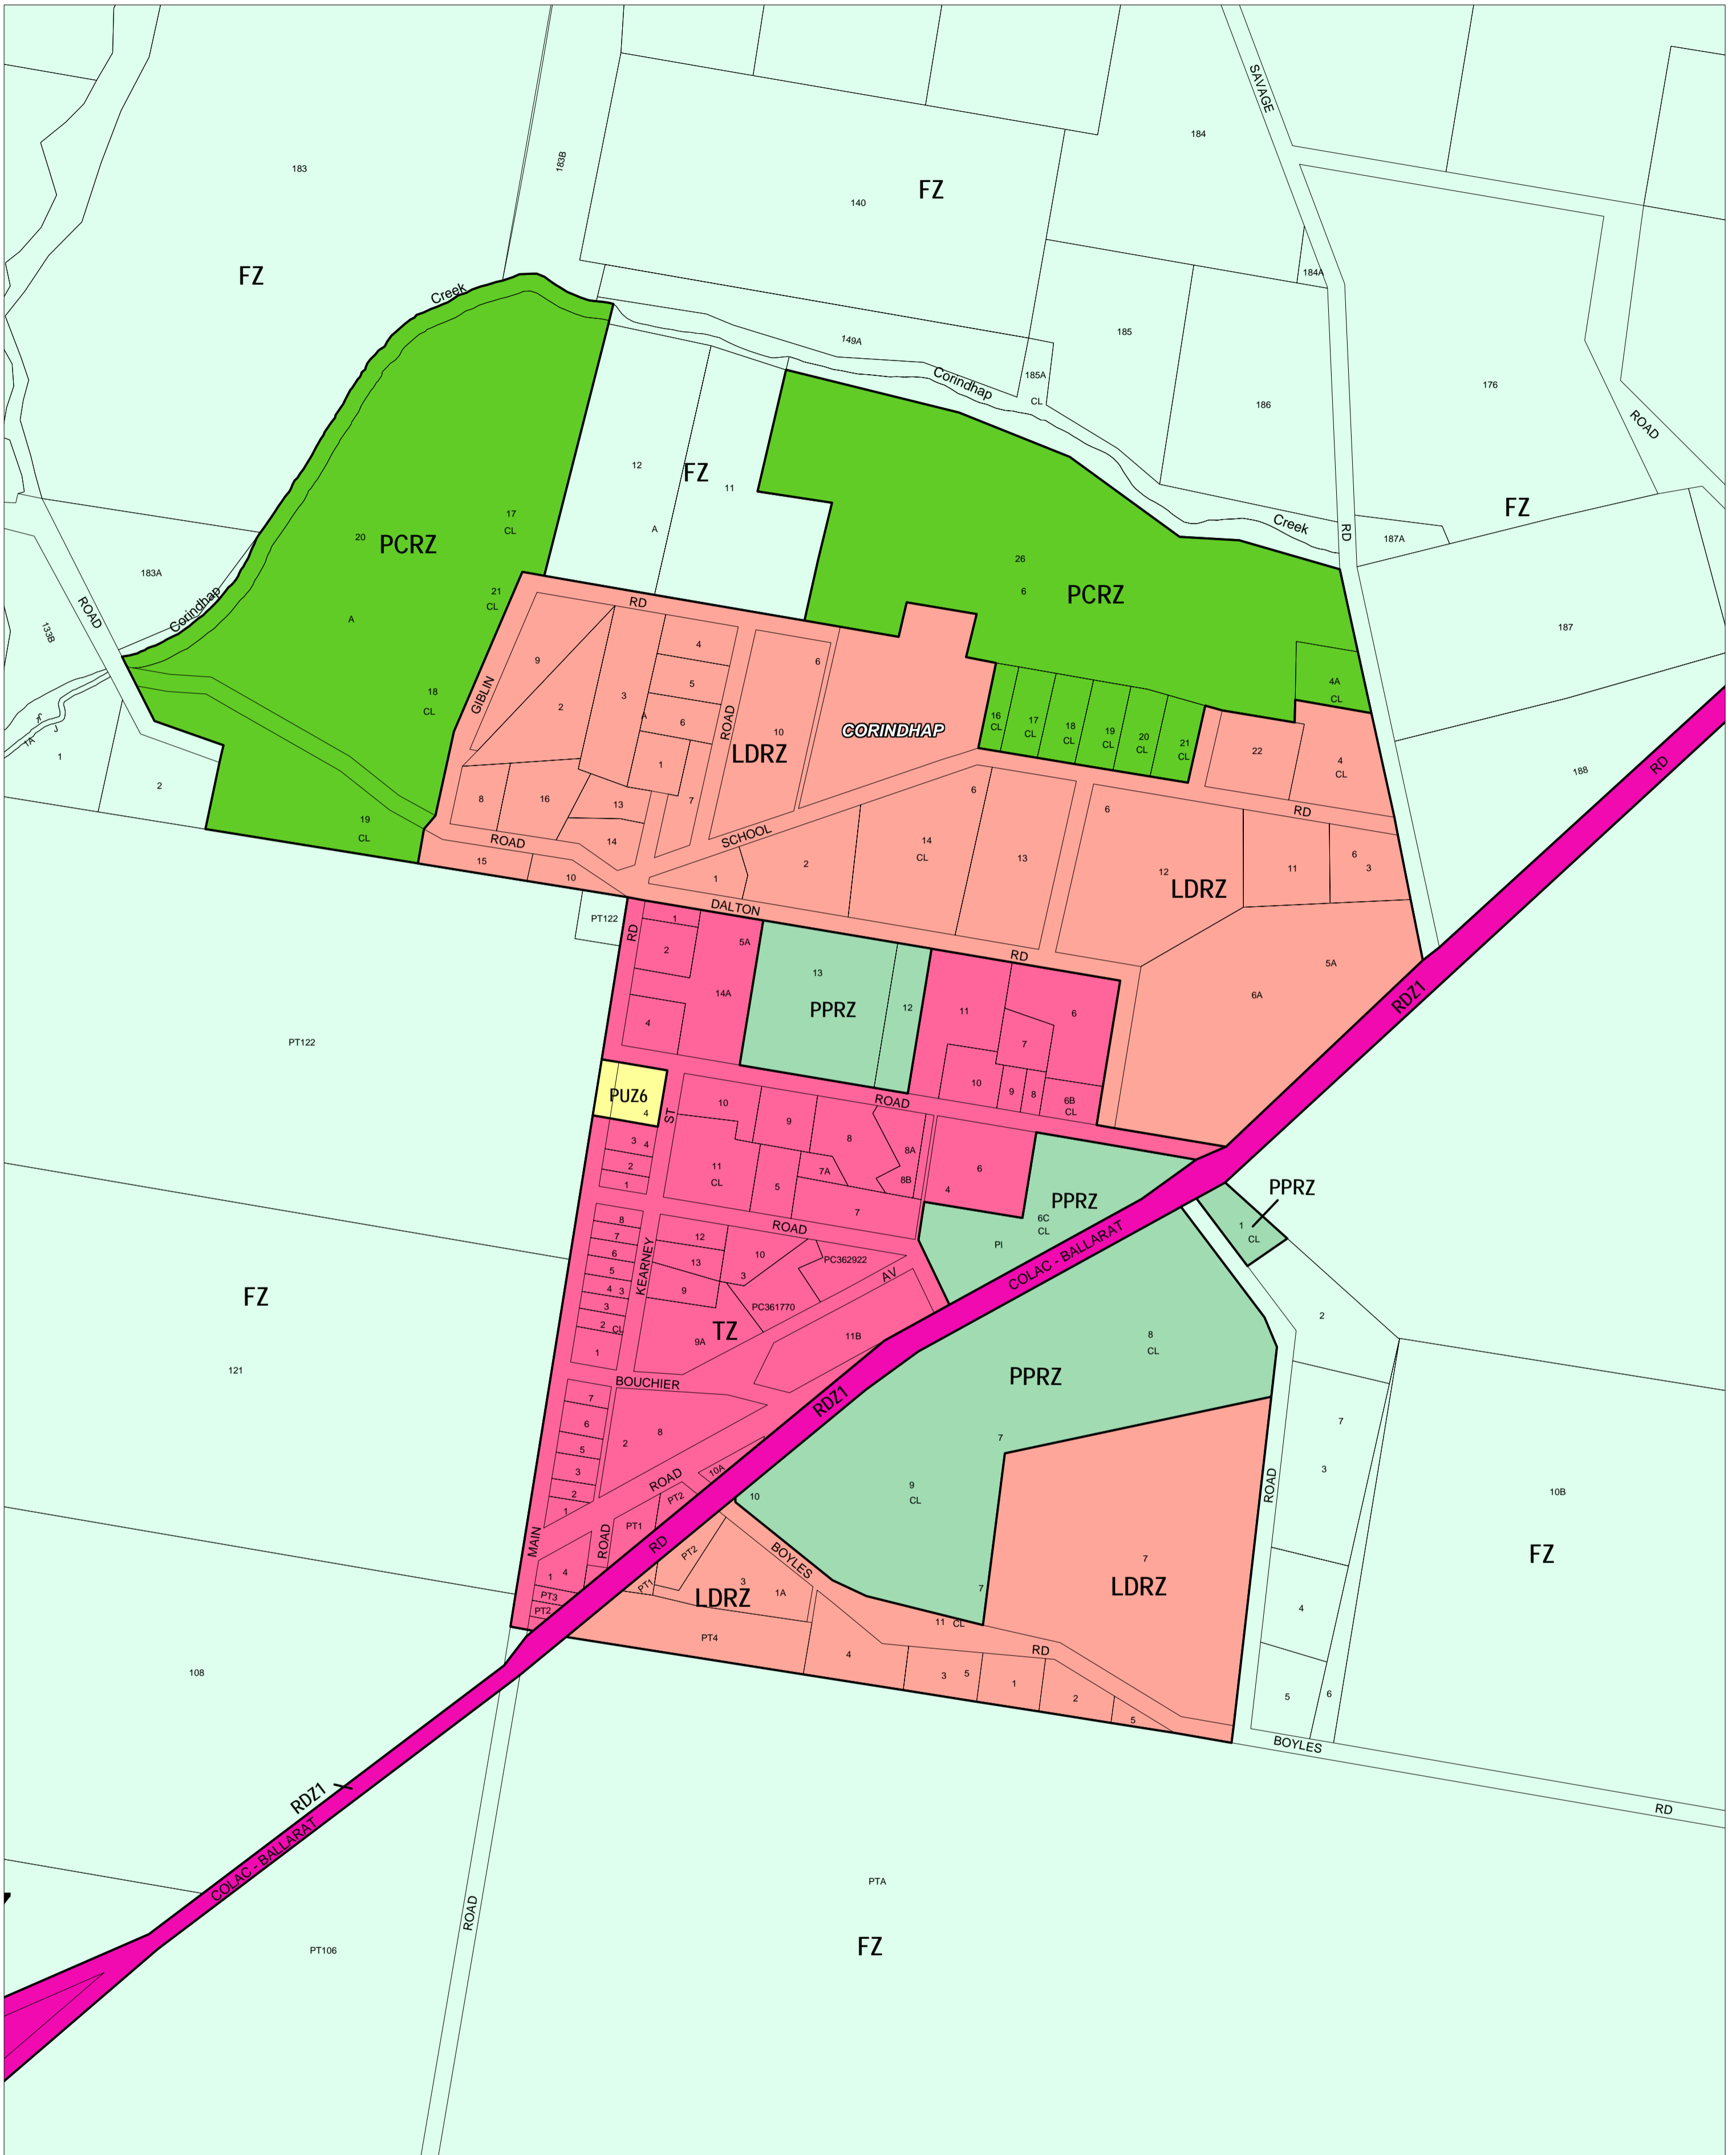 SAVAGE
184
183B
183
FZ
140
FZ
184A
Creek
185
149A
185A
CL
Corindhap
176
186
ROAD
12
FZ
11
FZ
17
CL
Creek
RD
187A
A
20
PCRZ
26
6
PCRZ
183A
21
CL
RD
Corindhap
ROAD
133B
A
187
4
9
6
5
4A
CL
GIBLIN
18
CL
3
2
A
6
ROAD
16
CL
17
CL
18
CL
19
CL
20
CL
21
CL
10
CORINDHAP
LDRZ
22
4
CL
RD
1A
1
2
1
188
8
16
13
7
6
6
RD
19
CL
ROAD
14
SCHOOL
14
CL
13
15
10
1
2
12
LDRZ
11
6
3
DALTON
PT122
RD
1
2
5A
RD
5A
13
12
14A
PPRZ
11
6
6A
RDZ1
4
7
PT122
10
9
8
6B
CL
PUZ6
4
ST
10
ROAD
9
3
4
8
8A
2
11
CL
7A
6
1
5
8B
4
PPRZ
PPRZ
7
6C
CL
1
CL
8
ROAD
PI
7
12
KEARNEY
6
13
10
PC362922
COLAC - BALLARAT
5
3
AV
4
3
9
FZ
3
PC361770
2
CL
TZ
9A
11B
2
8
CL
1
121
BOUCHIER
PPRZ
7
RDZ1
7
6
2
8
7
5
3
3
ROAD
10A
2
PT2
10
9
CL
ROAD
10B
1
PT1
MAIN
ROAD
RD
PT2
BOYLES
FZ
1
4
PT1
3
1A
7
7
LDRZ
PT3
LDRZ
PT2
11
CL
4
PT4
RD
4
3
5
1
108
2
5
6
5
BOYLES
RDZ1
RD
COLAC - BALLARAT
PTA
ROAD
FZ
PT106